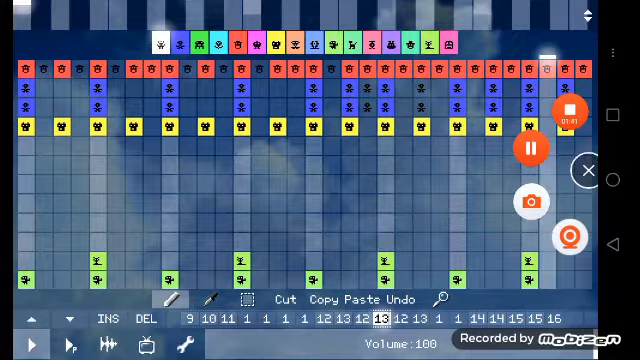 01:41
Cut Copy Paste Undo
INS DEL 9 10 11 1 1 1 1 12 13 12 13 12 13 1 1 14 14 15 15 16
Volume:100
Recorded by Mobizen